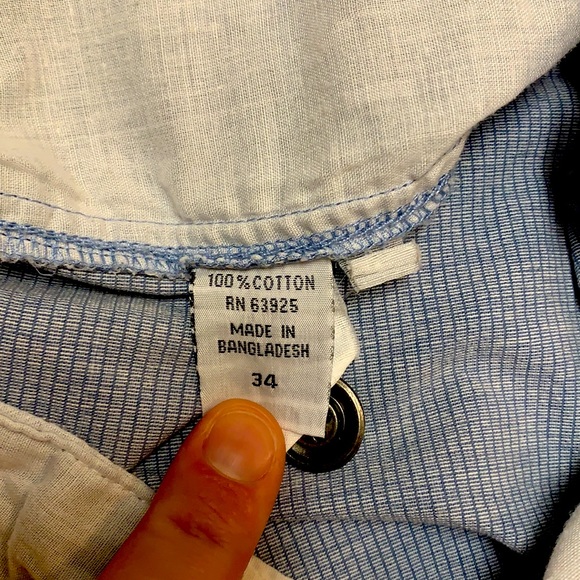 100% COTTON
RN 63925
MADE IN
BANGLADESH
34